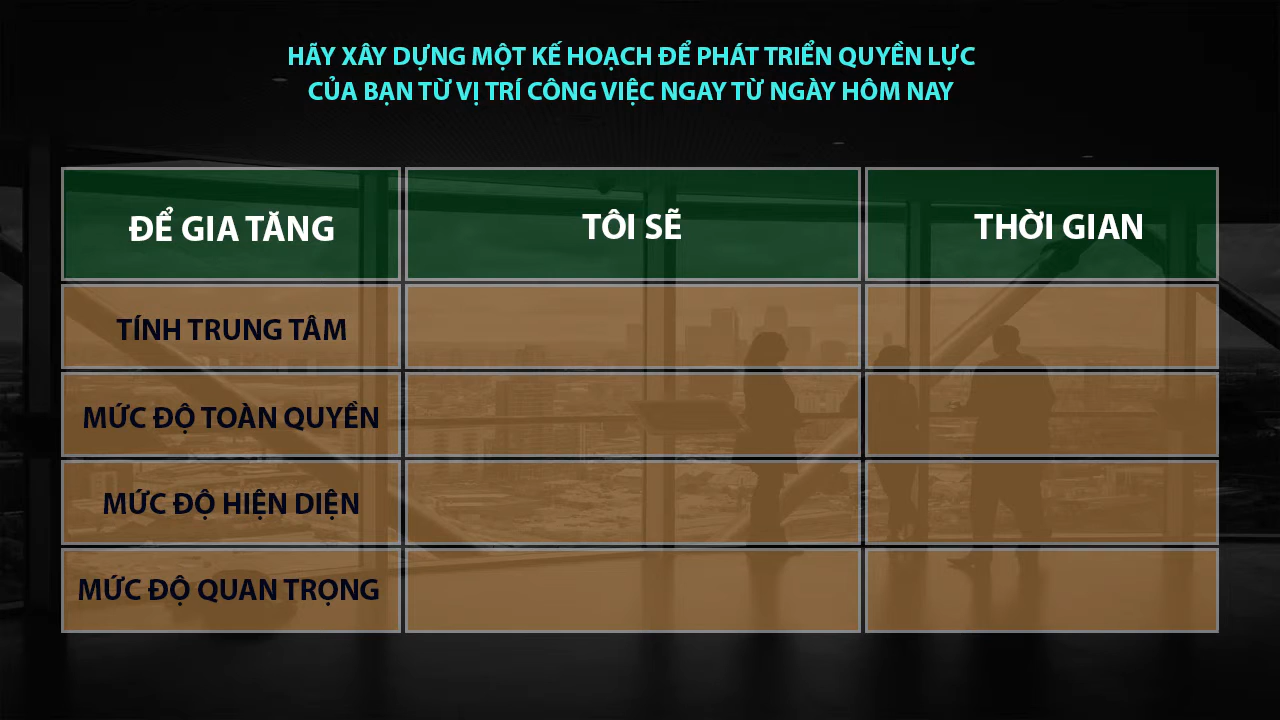 HÃY XÂY DỰNG MỘT KẾ HOẠCH ĐỂ PHÁT TRIỂN QUYỀN LỰC
CỦA BẠN TỪ VỊ TRÍ CÔNG VIỆC NGAY TỪ NGÀY HÔM NAY
ĐỂ GIA TĂNG
TÔI SẼ
THỜI GIAN
TÍNH TRUNG TÂM
MỨC ĐỘ TOÀN QUYỀN
MỨC ĐỘ HIỆN DIỆN
MỨC ĐỘ QUAN TRỌNG